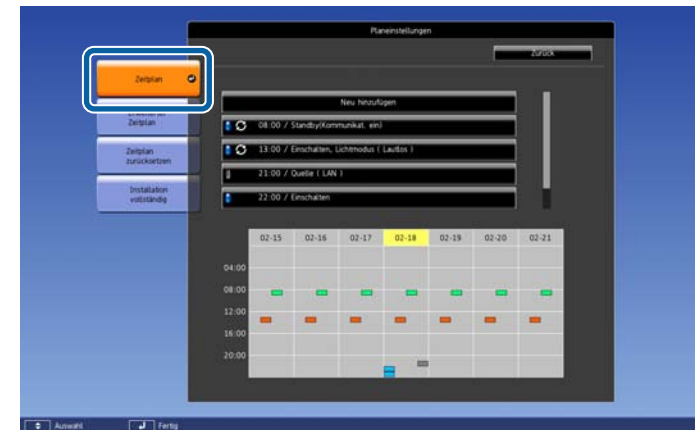 Planeinstellungen
Zurück
Zeitplan
Zeitplan
Zeitplan
zurücksetzen
Installation
vollständig
Neu hinzufügen
08:00 / Standby(Kommunikat. ein)
13:00 / Einschalten, Lichtmodus ( Lautlos )
21:00 / Quelle ( LAN )
22:00 / Einschalten
02-15 02-16 02-17 02-18 02-19 02-20 02-21
04:00
08:00
12:00
16:00
20:00
Auswahl Fertig